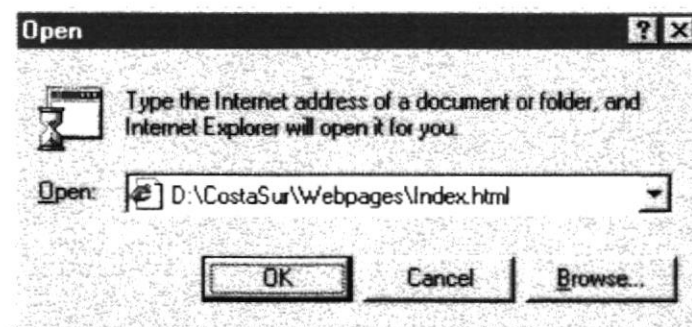 Open
Type the Internet address of a document or folder, and
Internet Explorer will open it for you.
Open: D:\CostaSur\Webpages\Index.html
OK Cancel Browse...